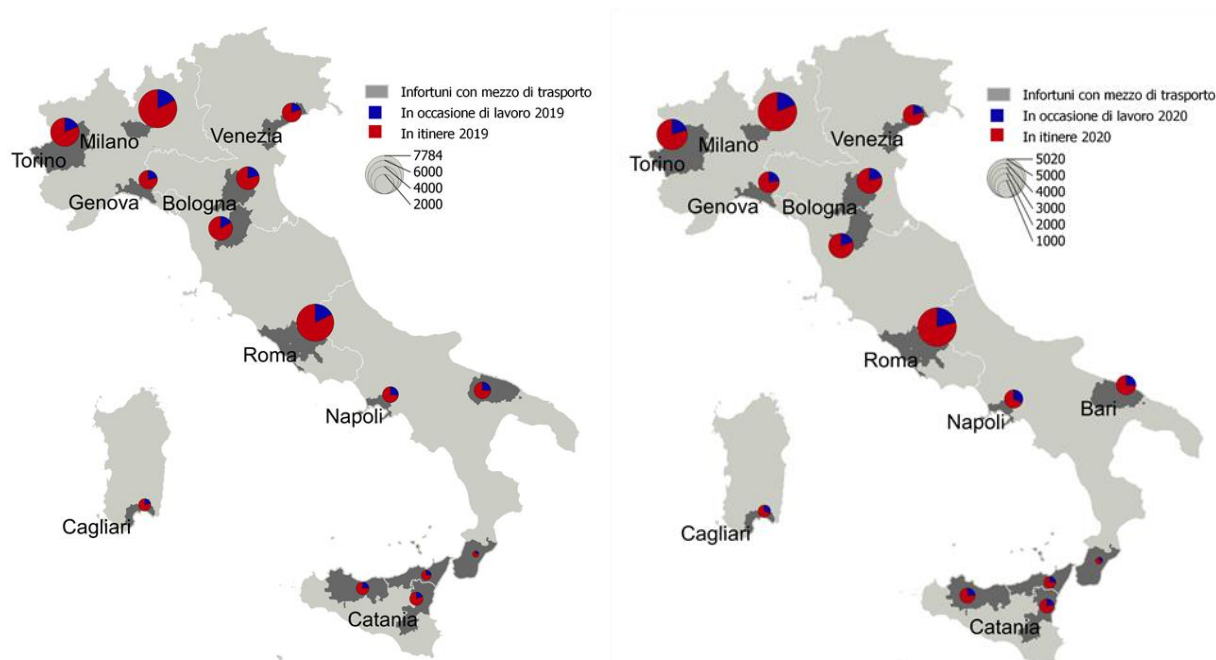 Infortuni con mezzo di trasporto
In occasione di lavoro 2019
In itinere 2019
7784
6000
4000
2000
Milano
Venezia
Torino
Genova
Bologna
Roma
Napoli
Cagliari
Catania
Infortuni con mezzo di trasporto
In occasione di lavoro 2020
In itinere 2020
5020
5000
4000
3000
2000
1000
Milano
Venezia
Torino
Genova
Bologna
Roma
Bari
Napoli
Cagliari
Catania